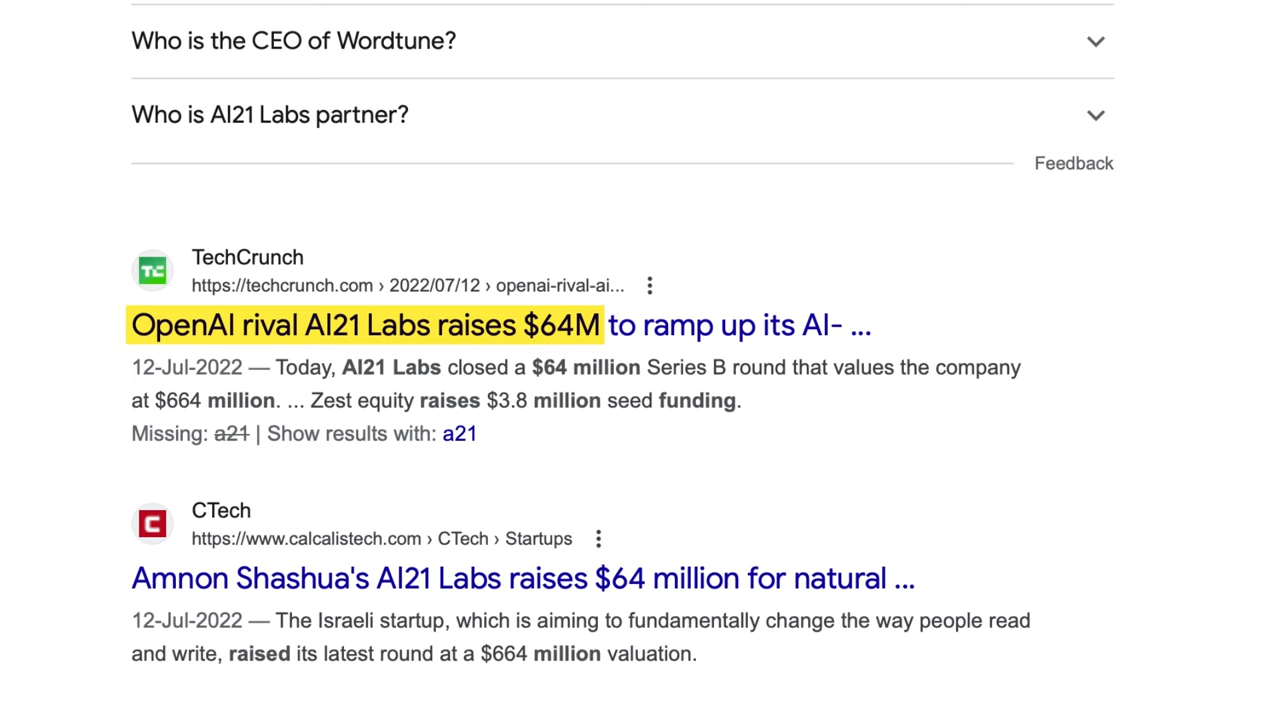 Who is the CEO of Wordtune?
Who is AI21 Labs partner?
Feedback
TechCrunch
https://techcrunch.com › 2022/07/12 › openai-rival-ai...
OpenAI rival AI21 Labs raises $64M to ramp up its AI- ...
12-Jul-2022 — Today, AI21 Labs closed a $64 million Series B round that values the company
at $664 million. ... Zest equity raises $3.8 million seed funding.
Missing: a21 | Show results with: a21
CTech
https://www.calcalistech.com › CTech › Startups
Amnon Shashua's AI21 Labs raises $64 million for natural ...
12-Jul-2022 — The Israeli startup, which is aiming to fundamentally change the way people read
and write, raised its latest round at a $664 million valuation.